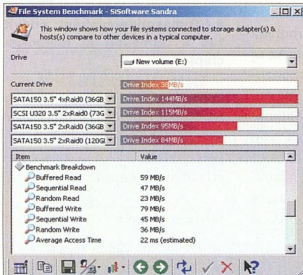 File System Benchmark - SiSoftware Sandra
This window shows how your file systems connected to storage adapter(s) &
hosts(s) compare to other devices in a typical computer.
Drive
New volume (E:)
Current Drive
Drive Index 38MB/s
SATA150 3.5" 4xRaid0 (36GB
Drive Index 144MB/s
SCSI U320 3.5" 2xRaid0 (73G
Drive Index 115MB/s
SATA150 3.5" 2xRaid0 (36GB
Drive Index 95MB/s
SATA150 3.5" 2xRaid0 (120G
Drive Index 84MB/s
Item Value
Benchmark Breakdown
Buffered Read 59 MB/s
Sequential Read 47 MB/s
Random Read 23 MB/s
Buffered Write 79 MB/s
Sequential Write 45 MB/s
Random Write 36 MB/s
Average Access Time 22 ms (estimated)